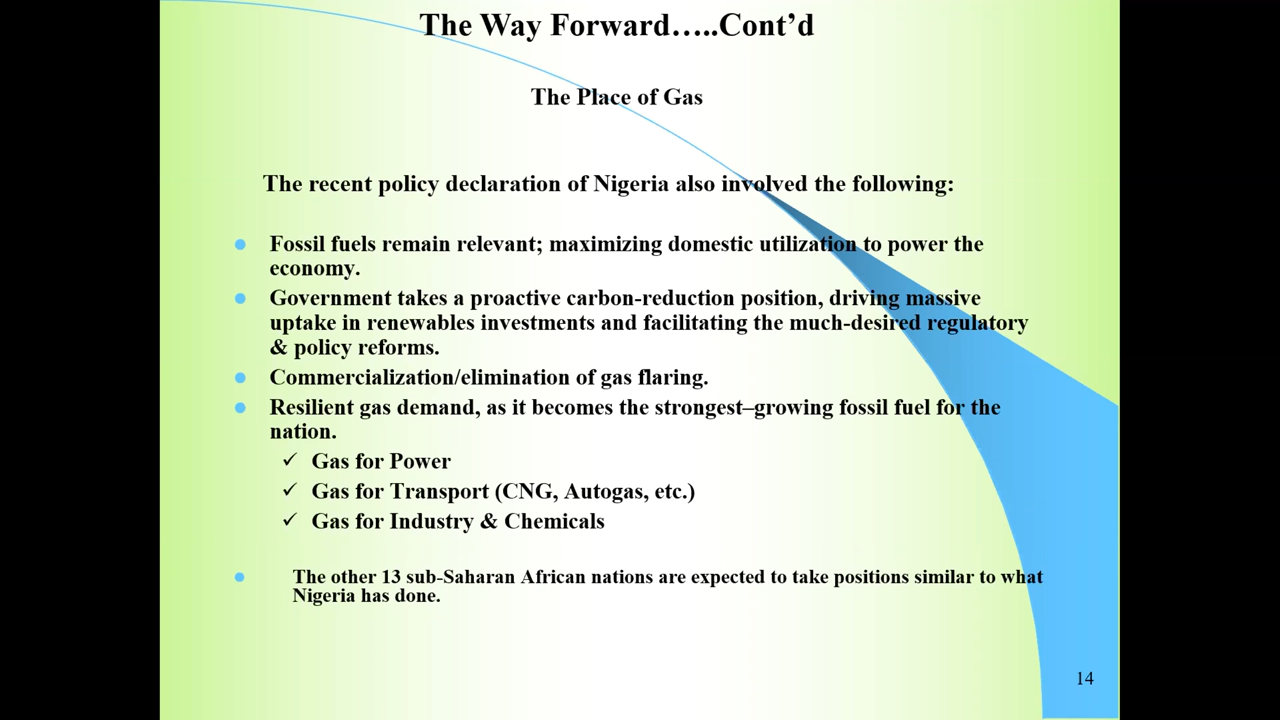 The Way Forward…..Cont’d
The Place of Gas
The recent policy declaration of Nigeria also involved the following:
Fossil fuels remain relevant; maximizing domestic utilization to power the
economy.
Government takes a proactive carbon-reduction position, driving massive
uptake in renewables investments and facilitating the much-desired regulatory
& policy reforms.
Commercialization/elimination of gas flaring.
Resilient gas demand, as it becomes the strongest–growing fossil fuel for the
nation.
Gas for Power
Gas for Transport (CNG, Autogas, etc.)
Gas for Industry & Chemicals
The other 13 sub-Saharan African nations are expected to take positions similar to what
Nigeria has done.
14